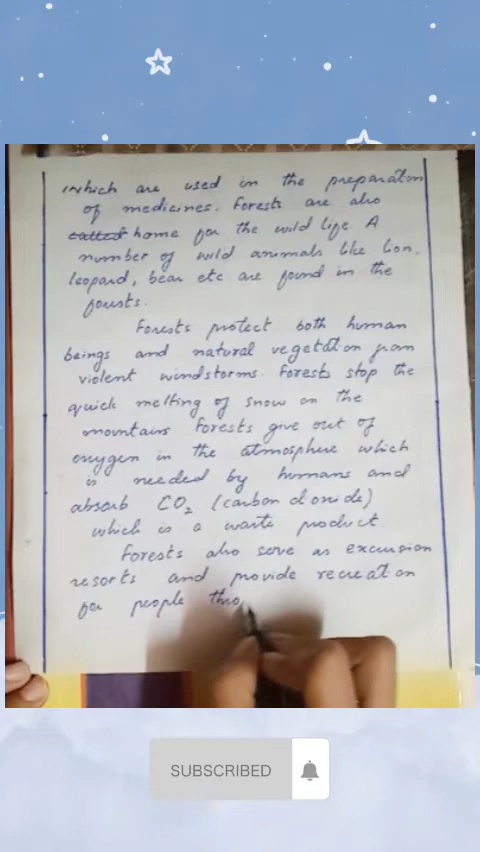 which are used in the preparation
of medicines. Forests are also
called home for the wild life A
number of wild animals like lion,
leopard, bear etc are found in the
forests.
Forests protect both human
beings and natural vegetation from
violent windstorms. Forests stop the
quick melting of snow on the
mountains Forests give out of
oxygen in the atmosphere which
is needed by humans and
absorb CO₂ (carbon dioxide)
which is a waste product.
Forests also serve as excursion
resorts and provide recreation
for people thro
SUBSCRIBED